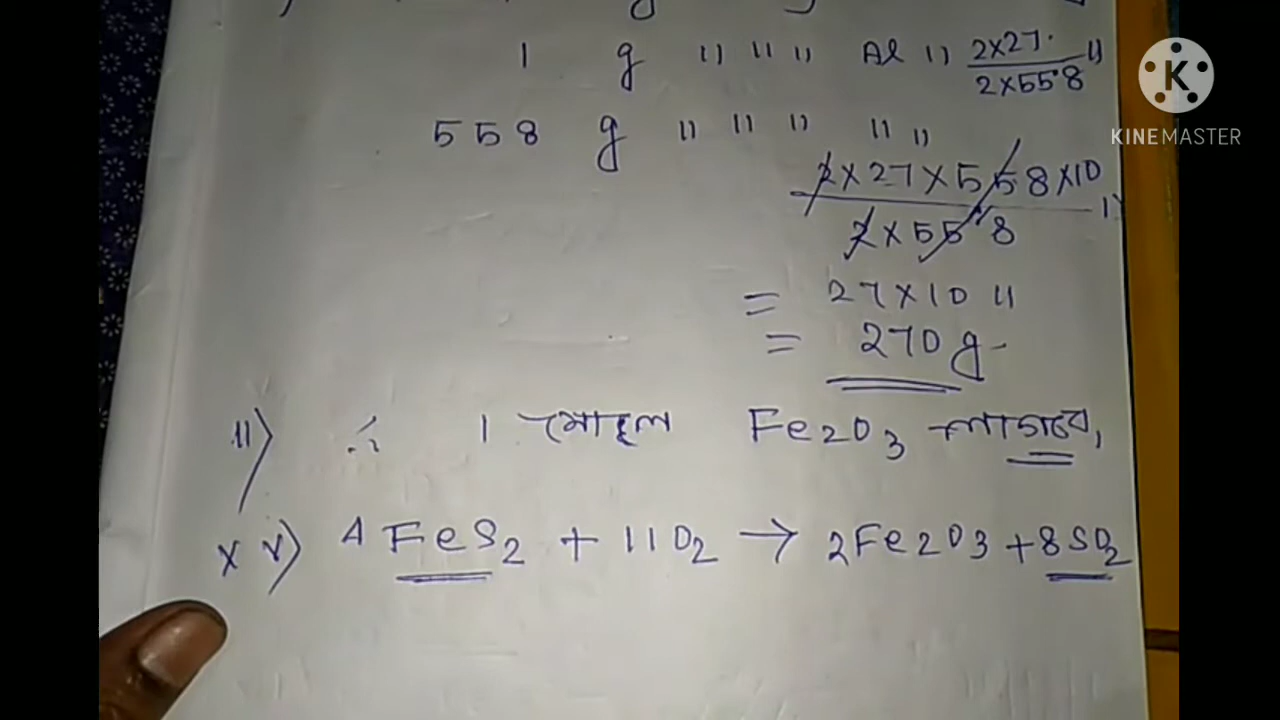 1 g " " " Al " 2×27/2×55.8 "
558 g " " " " "
2×27×558×10/2×558 "
= 27×10 "
= 270 g
KINEMASTER
ii) ∴ 1 মোল Fe2O3 লাগবে,
xv) 4FeS2 + 11O2 → 2Fe2O3 + 8SO2